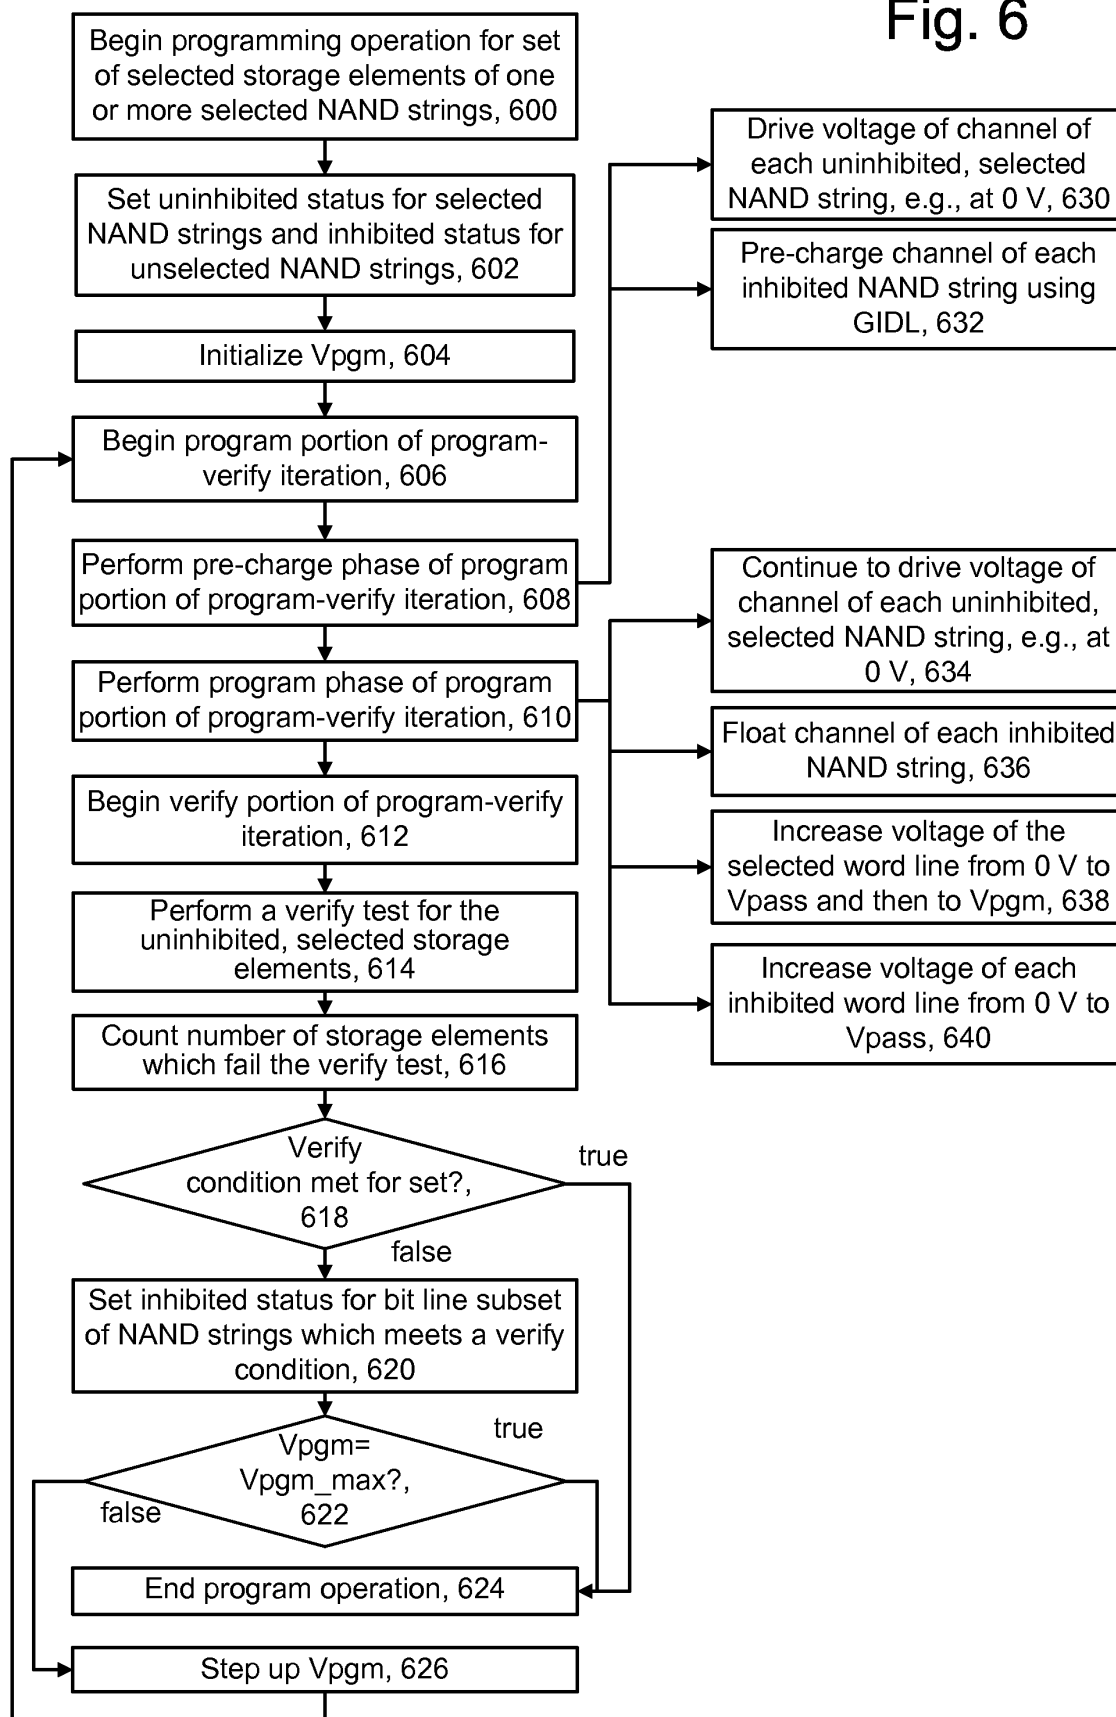 Fig. 6
Begin programming operation for set
of selected storage elements of one
or more selected NAND strings, 600
Set uninhibited status for selected
NAND strings and inhibited status for
unselected NAND strings, 602
Initialize Vpgm, 604
Begin program portion of program-
verify iteration, 606
Perform pre-charge phase of program
portion of program-verify iteration, 608
Perform program phase of program
portion of program-verify iteration, 610
Begin verify portion of program-verify
iteration, 612
Perform a verify test for the
uninhibited, selected storage
elements, 614
Count number of storage elements
which fail the verify test, 616
Verify
condition met for set?,
618
true
false
Set inhibited status for bit line subset
of NAND strings which meets a verify
condition, 620
Vpgm=
Vpgm_max?,
622
true
false
End program operation, 624
Step up Vpgm, 626
Drive voltage of channel of
each uninhibited, selected
NAND string, e.g., at 0 V, 630
Pre-charge channel of each
inhibited NAND string using
GIDL, 632
Continue to drive voltage of
channel of each uninhibited,
selected NAND string, e.g., at
0 V, 634
Float channel of each inhibited
NAND string, 636
Increase voltage of the
selected word line from 0 V to
Vpass and then to Vpgm, 638
Increase voltage of each
inhibited word line from 0 V to
Vpass, 640